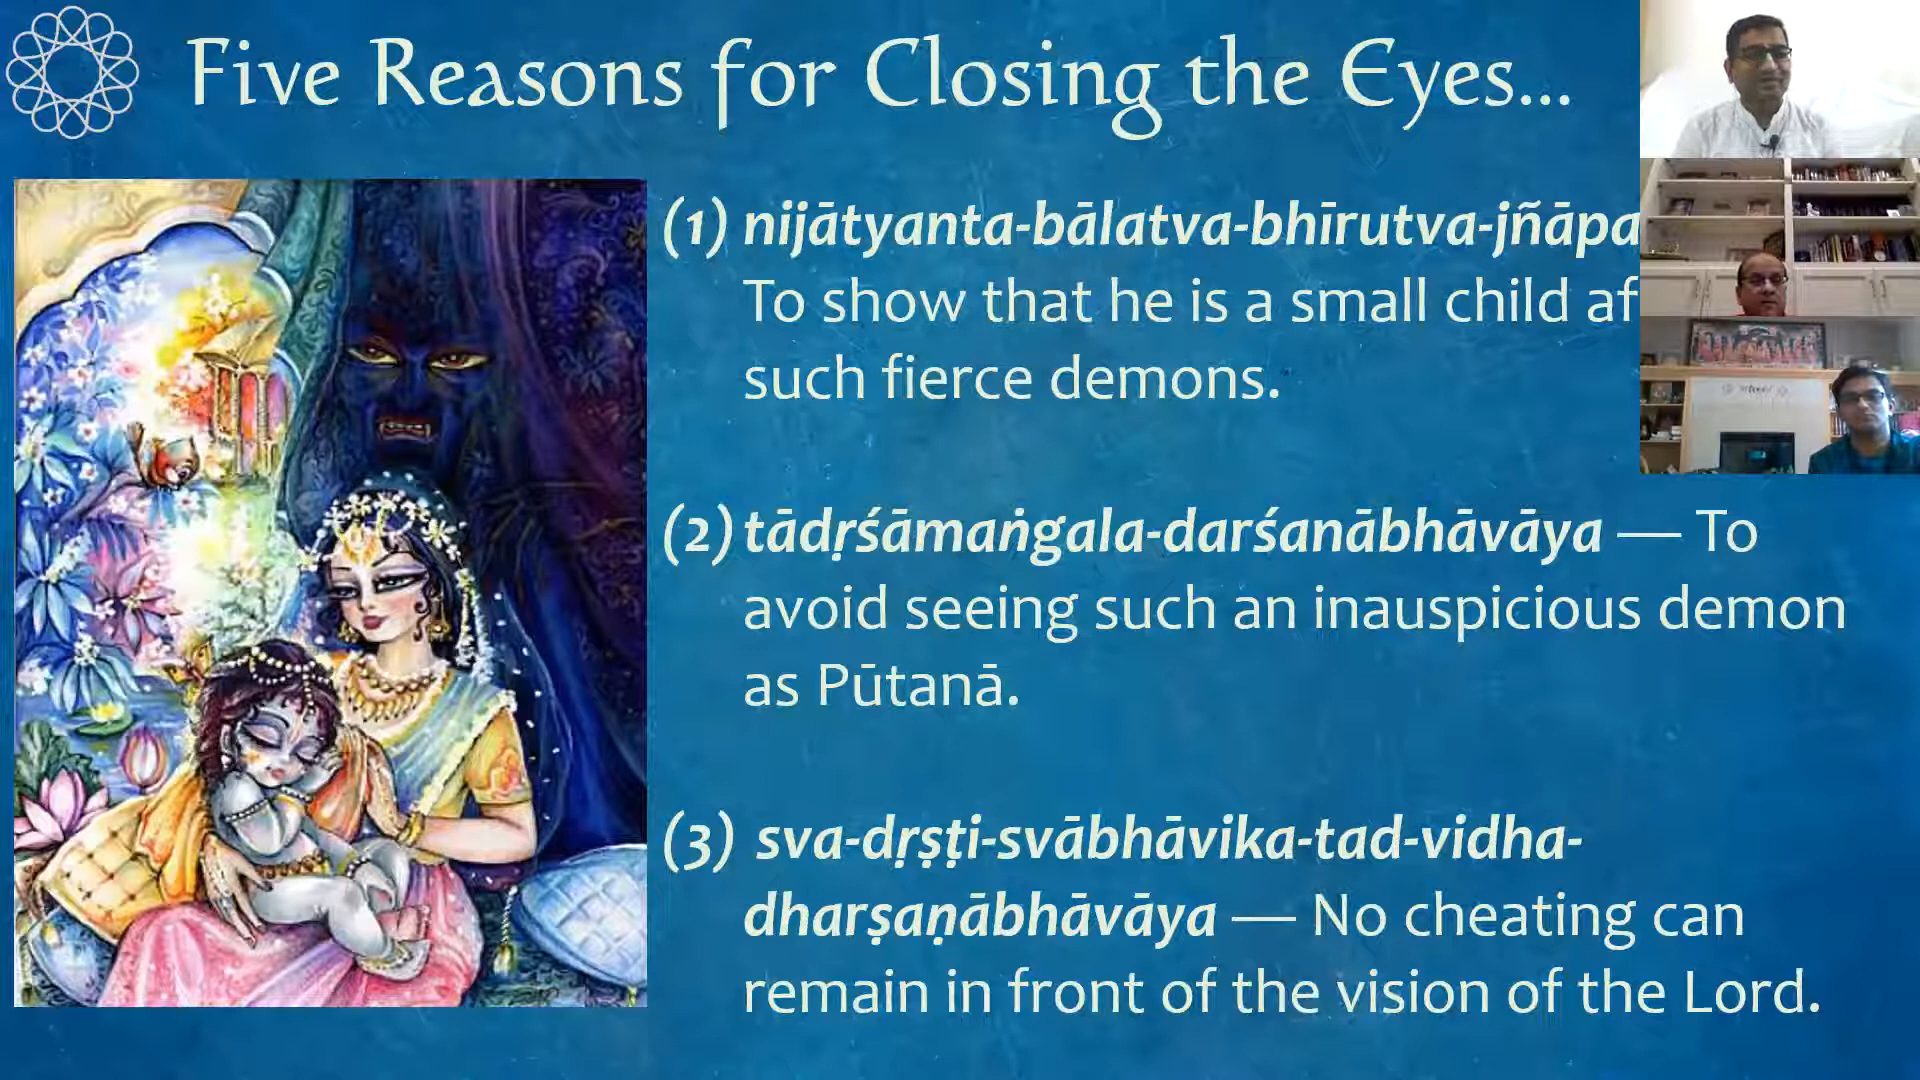 Five Reasons for Closing the Eyes...
(1) nijātyanta-bālatva-bhīrutva-jñāpa
To show that he is a small child af
such fierce demons.
(2) tādṛśāmaṅgala-darśanābhāvāya — To
avoid seeing such an inauspicious demon
as Pūtanā.
(3) sva-dṛṣṭi-svābhāvika-tad-vidha-
dharṣaṇābhāvāya — No cheating can
remain in front of the vision of the Lord.